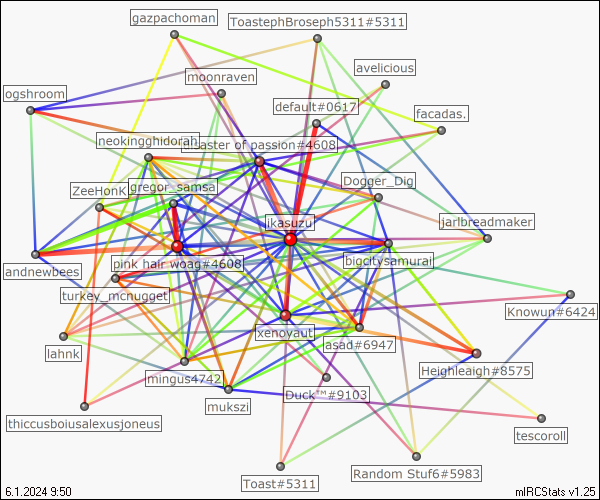 gazpachoman
ToastephBroseph5311#5311
avelicious
moonraven
ogshroom
default#0617
facadas.
neokingghidorah
aster of passion#4608
Dogger_Dig
ZeeHonK
gregor_samsa
ikasuzu
jarlbreadmaker
andnewbees
pink hair woag#4608
bigcitysamurai
turkey_mcnugget
Knowun#6424
xenoyaut
asad#6947
lahnk
Heighieaigh#8575
mingus4742
Duck™#9103
mukszi
thiccusboiusalexusjoneus
tescoroll
Toast#5311
Random Stuf6#5983
6.1.2024 9:50
mIRCStats v1.25